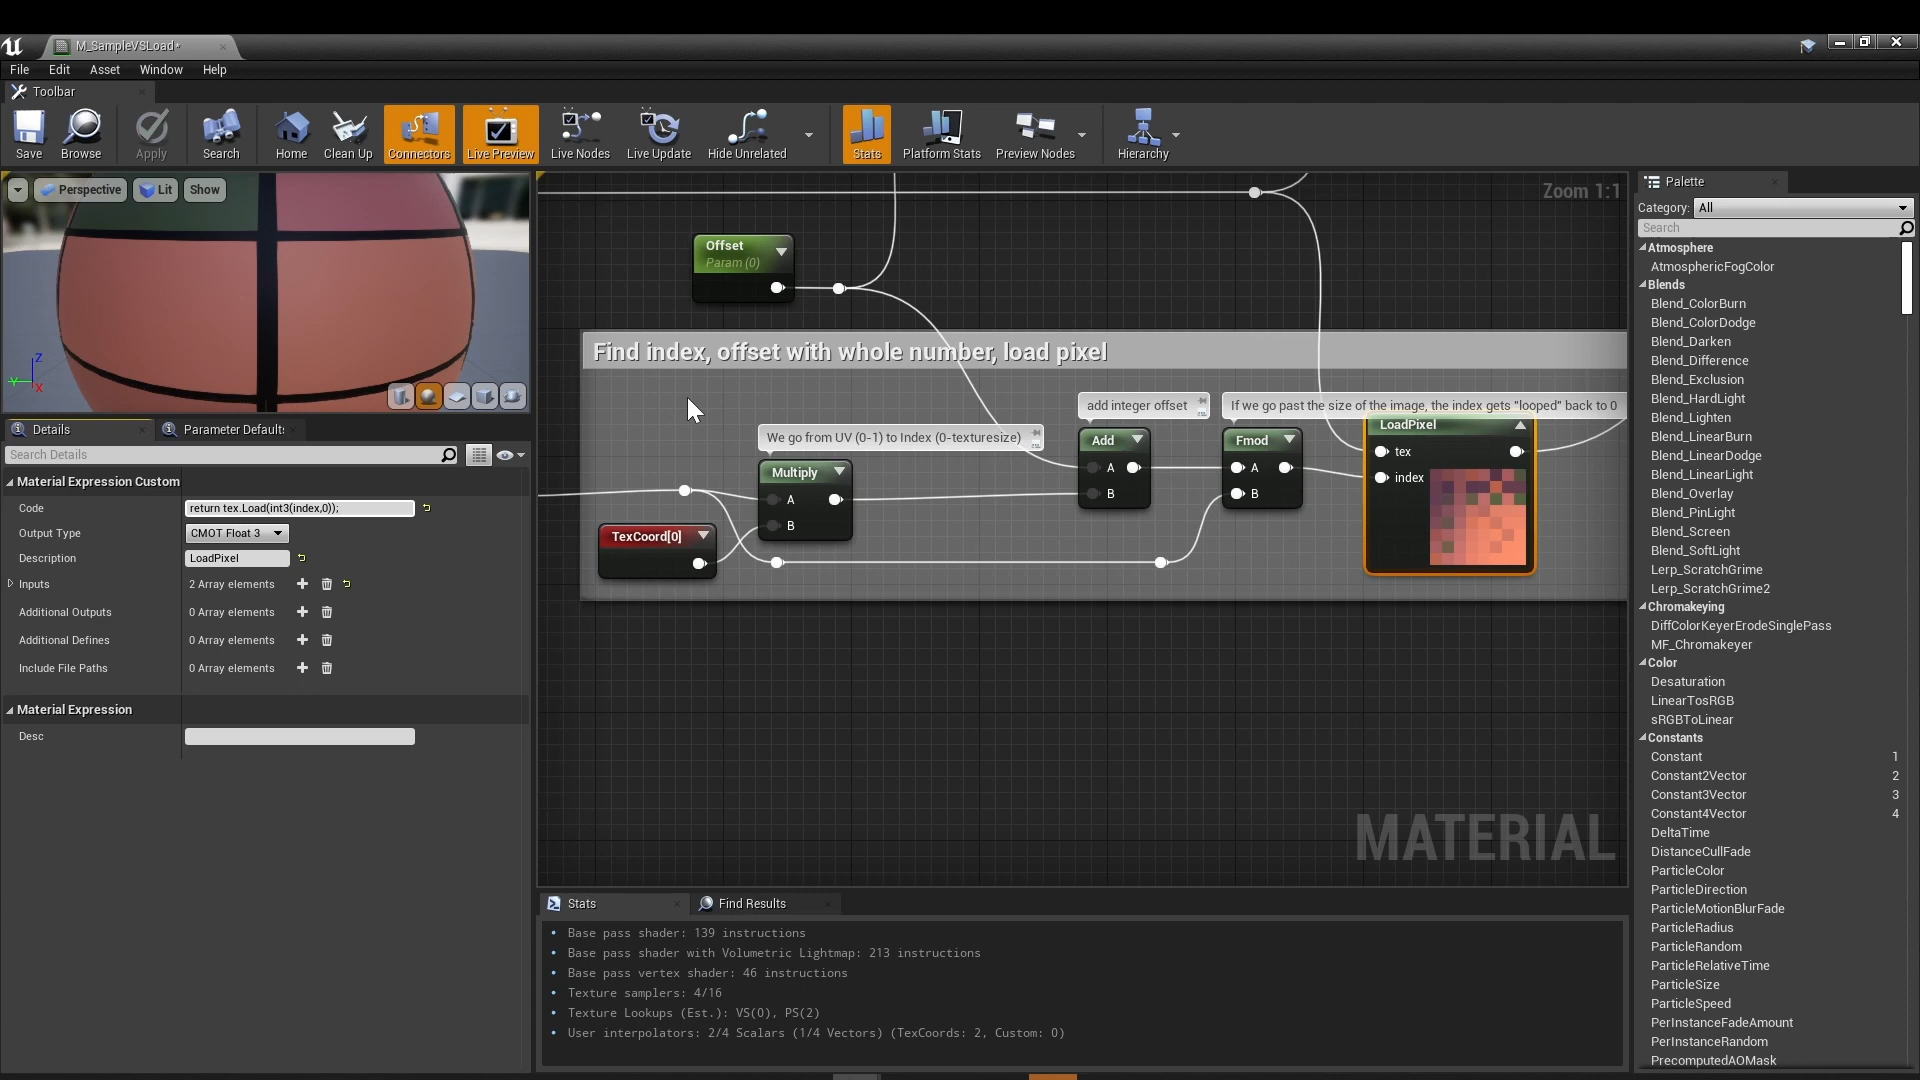 M_SampleVSLoad*
File Edit Asset Window Help
Toolbar
Save Browse Apply Search Home Clean Up Connectors Live Preview Live Nodes Live Update Hide Unrelated Stats Platform Stats Preview Nodes Hierarchy
Perspective Lit Show
Z
Y
X
Details Parameter Defaults
Search Details
Material Expression Custom
Code return tex.Load(int3(index,0));
Output Type CMOT Float 3
Description LoadPixel
Inputs 2 Array elements
Additional Outputs 0 Array elements
Additional Defines 0 Array elements
Include File Paths 0 Array elements
Material Expression
Desc
Zoom 1:1
Offset
Param (0)
Find index, offset with whole number, load pixel
add integer offset
If we go past the size of the image, the index gets "looped" back to 0
We go from UV (0-1) to Index (0-texturesize)
Multiply
A
B
TexCoord[0]
Add
A
B
Fmod
A
B
LoadPixel
tex
index
MATERIAL
Stats Find Results
• Base pass shader: 139 instructions
• Base pass shader with Volumetric Lightmap: 213 instructions
• Base pass vertex shader: 46 instructions
• Texture samplers: 4/16
• Texture Lookups (Est.): VS(0), PS(2)
• User interpolators: 2/4 Scalars (1/4 Vectors) (TexCoords: 2, Custom: 0)
Palette
Category: All
Search
Atmosphere
AtmosphericFogColor
Blends
Blend_ColorBurn
Blend_ColorDodge
Blend_Darken
Blend_Difference
Blend_Exclusion
Blend_HardLight
Blend_Lighten
Blend_LinearBurn
Blend_LinearDodge
Blend_LinearLight
Blend_Overlay
Blend_PinLight
Blend_Screen
Blend_SoftLight
Lerp_ScratchGrime
Lerp_ScratchGrime2
Chromakeying
DiffColorKeyerErodeSinglePass
MF_Chromakeyer
Color
Desaturation
LinearTosRGB
sRGBToLinear
Constants
Constant 1
Constant2Vector 2
Constant3Vector 3
Constant4Vector 4
DeltaTime
DistanceCullFade
ParticleColor
ParticleDirection
ParticleMotionBlurFade
ParticleRadius
ParticleRandom
ParticleRelativeTime
ParticleSize
ParticleSpeed
PerInstanceFadeAmount
PerInstanceRandom
PrecomputedAOMask